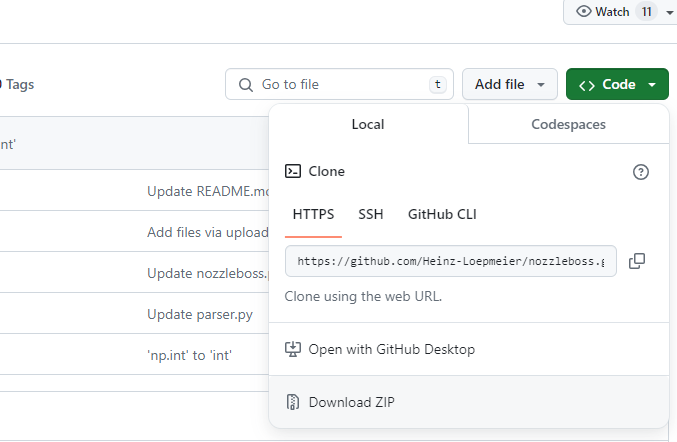 Watch 11
Tags
Go to file t
Add file
Code
nt'
Local Codespaces
Clone
Update README.md
HTTPS SSH GitHub CLI
Add files via upload
https://github.com/Heinz-Loepmeier/nozzleboss.g
Update nozzleboss.p
Clone using the web URL.
Update parser.py
Open with GitHub Desktop
'np.int' to 'int'
Download ZIP